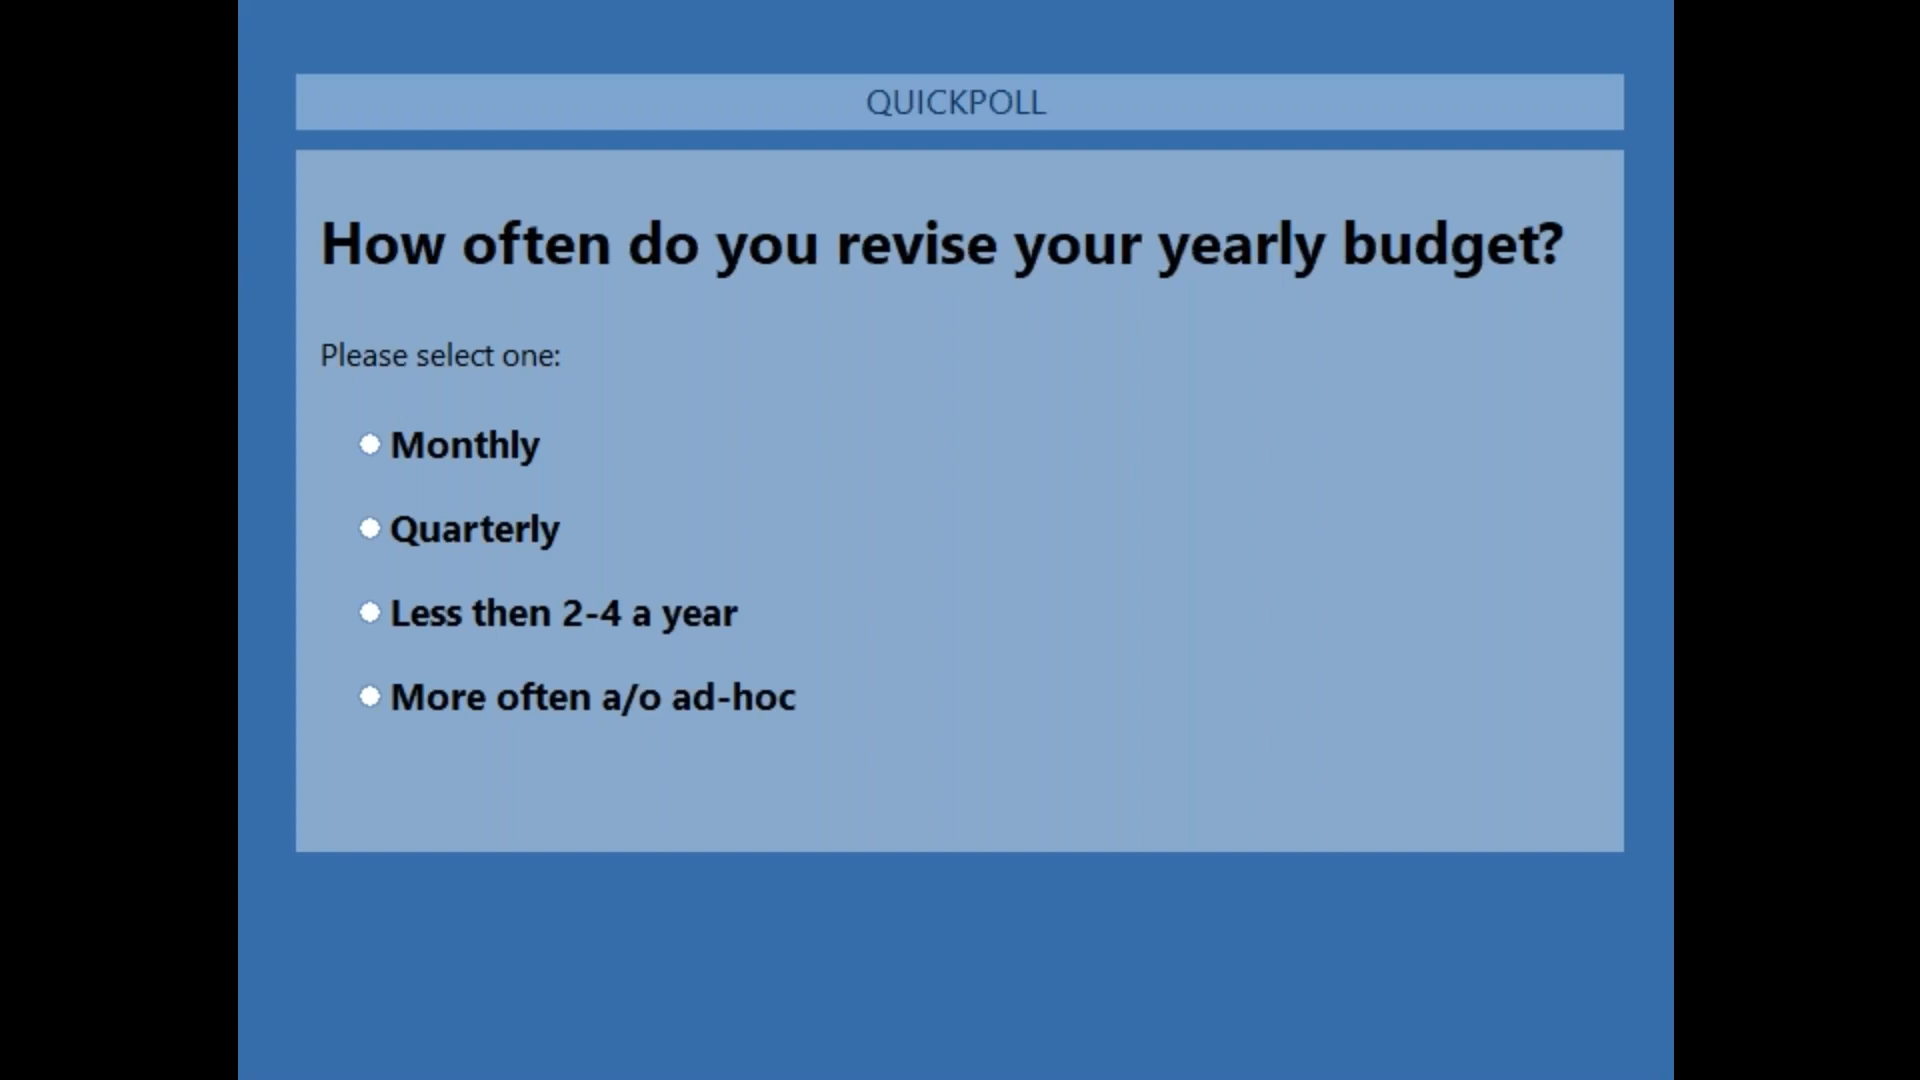 QUICKPOLL
How often do you revise your yearly budget?
Please select one:
Monthly
Quarterly
Less then 2-4 a year
More often a/o ad-hoc